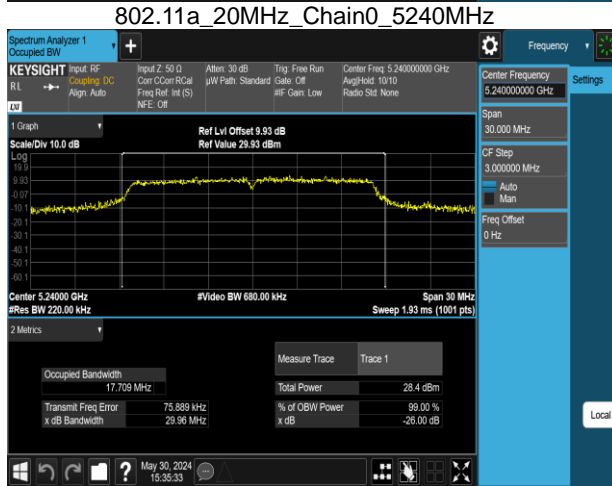 802.11a_20MHz_Chain0_5240MHz
Spectrum Analyzer 1
Occupied BW
Frequency
KEYSIGHT
RL
LXI
Input: RF
Coupling: DC
Align: Auto
Input Z: 50 Ω
Corr CCorr RCal
Freq Ref: Int (S)
NFE: Off
Atten: 30 dB
µW Path: Standard
Trig: Free Run
Gate: Off
#IF Gain: Low
Center Freq: 5.240000000 GHz
Avg|Hold: 10/10
Radio Std: None
Center Frequency
5.240000000 GHz
Settings
Span
30.000 MHz
CF Step
3.000000 MHz
Auto
Man
Freq Offset
0 Hz
Local
1 Graph
Scale/Div 10.0 dB
Ref Lvl Offset 9.93 dB
Ref Value 29.93 dBm
Log
19.9
9.93
-0.07
-10.1
-20.1
-30.1
-40.1
-50.1
-60.1
Center 5.24000 GHz
#Video BW 680.00 kHz
Span 30 MHz
#Res BW 220.00 kHz
Sweep 1.93 ms (1001 pts)
2 Metrics
Measure Trace Trace 1
Occupied Bandwidth
17.709 MHz
Total Power 28.4 dBm
Transmit Freq Error 75.889 kHz
% of OBW Power 99.00 %
x dB Bandwidth 29.96 MHz
x dB -26.00 dB
May 30, 2024
15:35:33